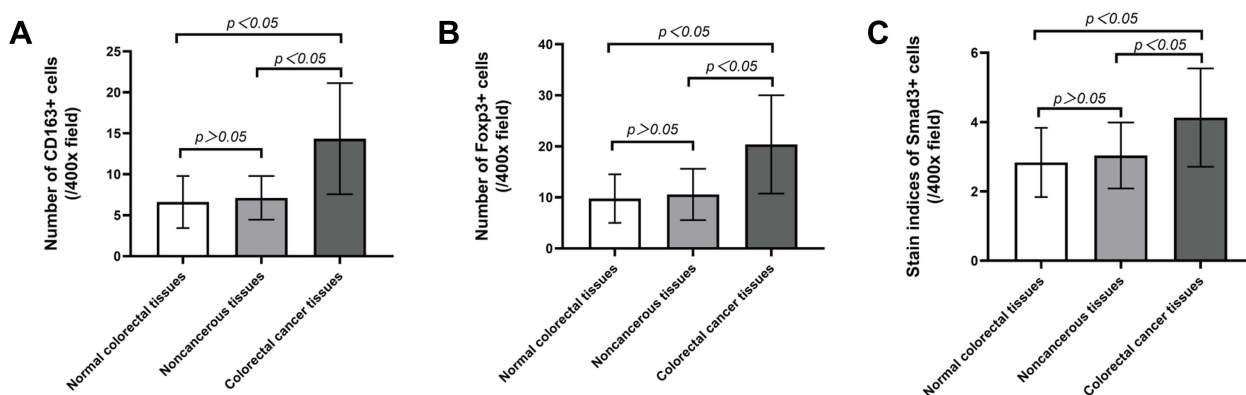 A
Number of CD163+ cells
(/400x field)
25
20
15
10
5
0
p<0.05
p<0.05
p>0.05
Normal colorectal tissues
Noncancerous tissues
Colorectal cancer tissues
B
Number of Foxp3+ cells
(/400x field)
40
30
20
10
0
p<0.05
p<0.05
p>0.05
Normal colorectal tissues
Noncancerous tissues
Colorectal cancer tissues
C
Stain indices of Smad3+ cells
(/400x field)
6
4
2
0
p<0.05
p<0.05
p>0.05
Normal colorectal tissues
Noncancerous tissues
Colorectal cancer tissues